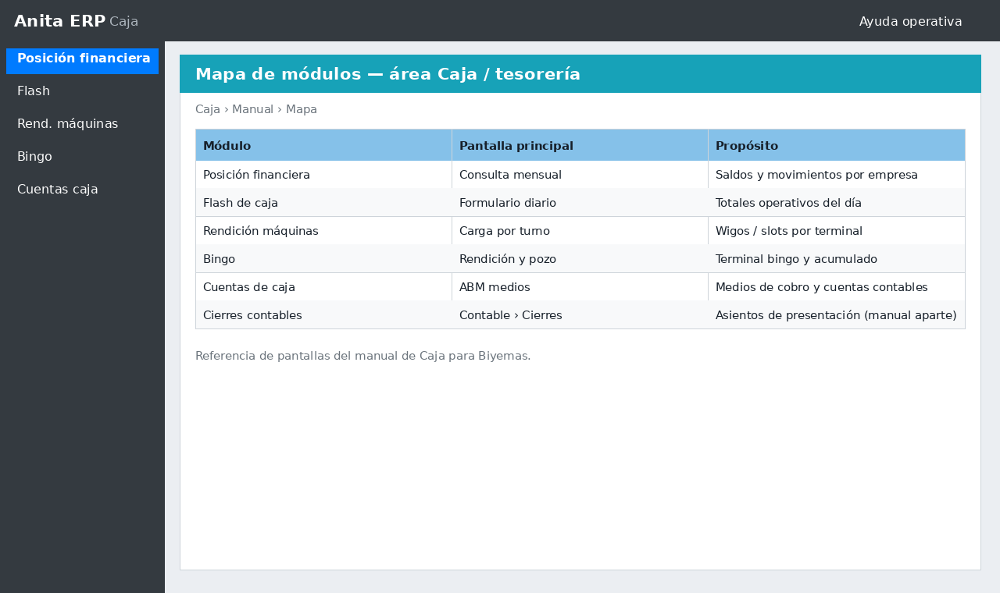 Anita ERP Caja
Ayuda operativa
Posición financiera
Flash
Rend. máquinas
Bingo
Cuentas caja
Mapa de módulos — área Caja / tesorería
Caja › Manual › Mapa
Módulo Pantalla principal Propósito
Posición financiera Consulta mensual Saldos y movimientos por empresa
Flash de caja Formulario diario Totales operativos del día
Rendición máquinas Carga por turno Wigos / slots por terminal
Bingo Rendición y pozo Terminal bingo y acumulado
Cuentas de caja ABM medios Medios de cobro y cuentas contables
Cierres contables Contable › Cierres Asientos de presentación (manual aparte)
Referencia de pantallas del manual de Caja para Biyemas.